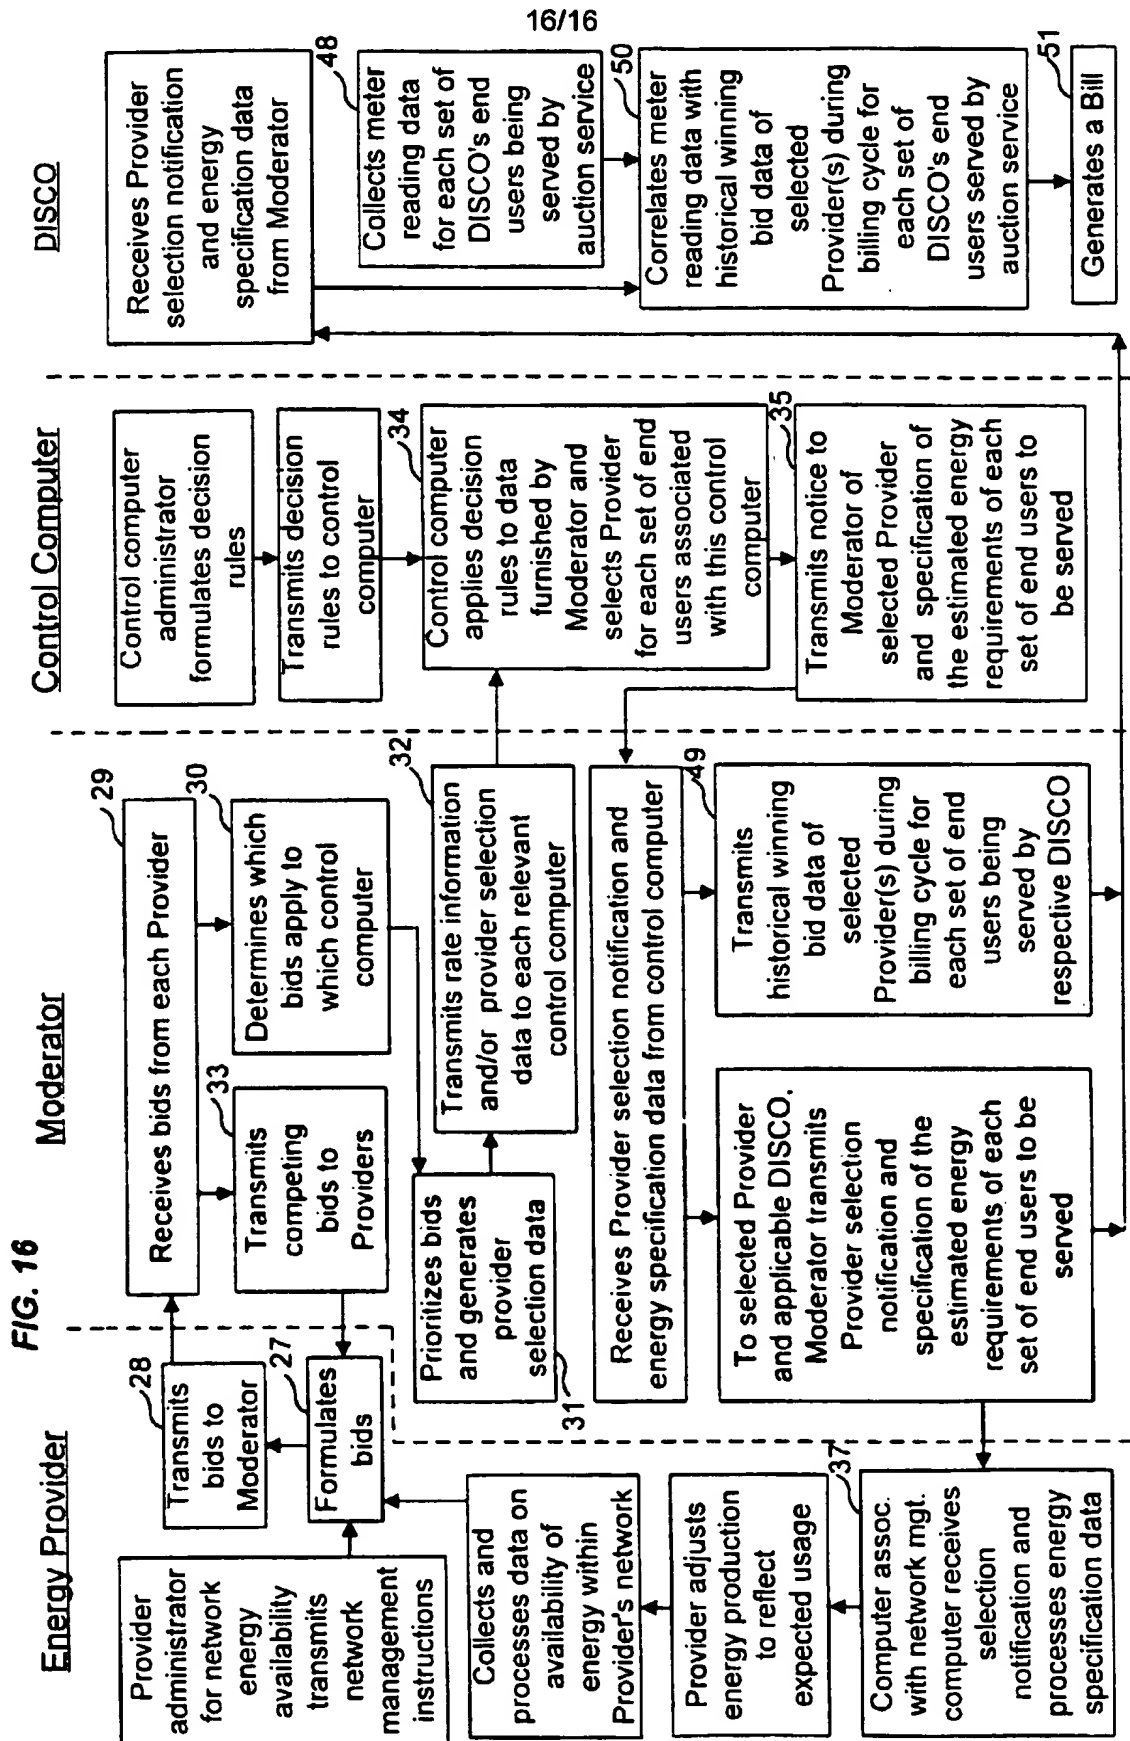 16/16
FIG. 16
Energy Provider
Provider
administrator
for network
energy
availability
transmits
network
management
instructions
28
Transmits
bids to
Moderator
27
Formulates
bids
Collects and
processes data on
availability of
energy within
Provider's network
Provider adjusts
energy production
to reflect
expected usage
37
Computer assoc.
with network mgt.
computer receives
selection
notification and
processes energy
specification data
Moderator
29
Receives bids from each Provider
33
Transmits
competing
bids to
Providers
30
Determines which
bids apply to
which control
computer
Prioritizes bids
and generates
provider
selection data
31
32
Transmits rate information
and/or provider selection
data to each relevant
control computer
Receives Provider selection notification and
energy specification data from control computer
To selected Provider
and applicable DISCO.
Moderator transmits
Provider selection
notification and
specification of the
estimated energy
requirements of each
set of end users to be
served
49
Transmits
historical winning
bid data of
selected
Provider(s) during
billing cycle for
each set of end
users being
served by
respective DISCO
Control Computer
Control computer
administrator
formulates decision
rules
Transmits decision
rules to control
computer
34
Control computer
applies decision
rules to data
furnished by
Moderator and
selects Provider
for each set of end
users associated
with this control
computer
35
Transmits notice to
Moderator of
selected Provider
and specification of
the estimated energy
requirements of each
set of end users to
be served
DISCO
Receives Provider
selection notification
and energy
specification data
from Moderator
48
Collects meter
reading data
for each set of
DISCO's end
users being
served by
auction service
50
Correlates meter
reading data with
historical winning
bid data of
selected
Provider(s) during
billing cycle for
each set of
DISCO's end
users served by
auction service
51
Generates a Bill